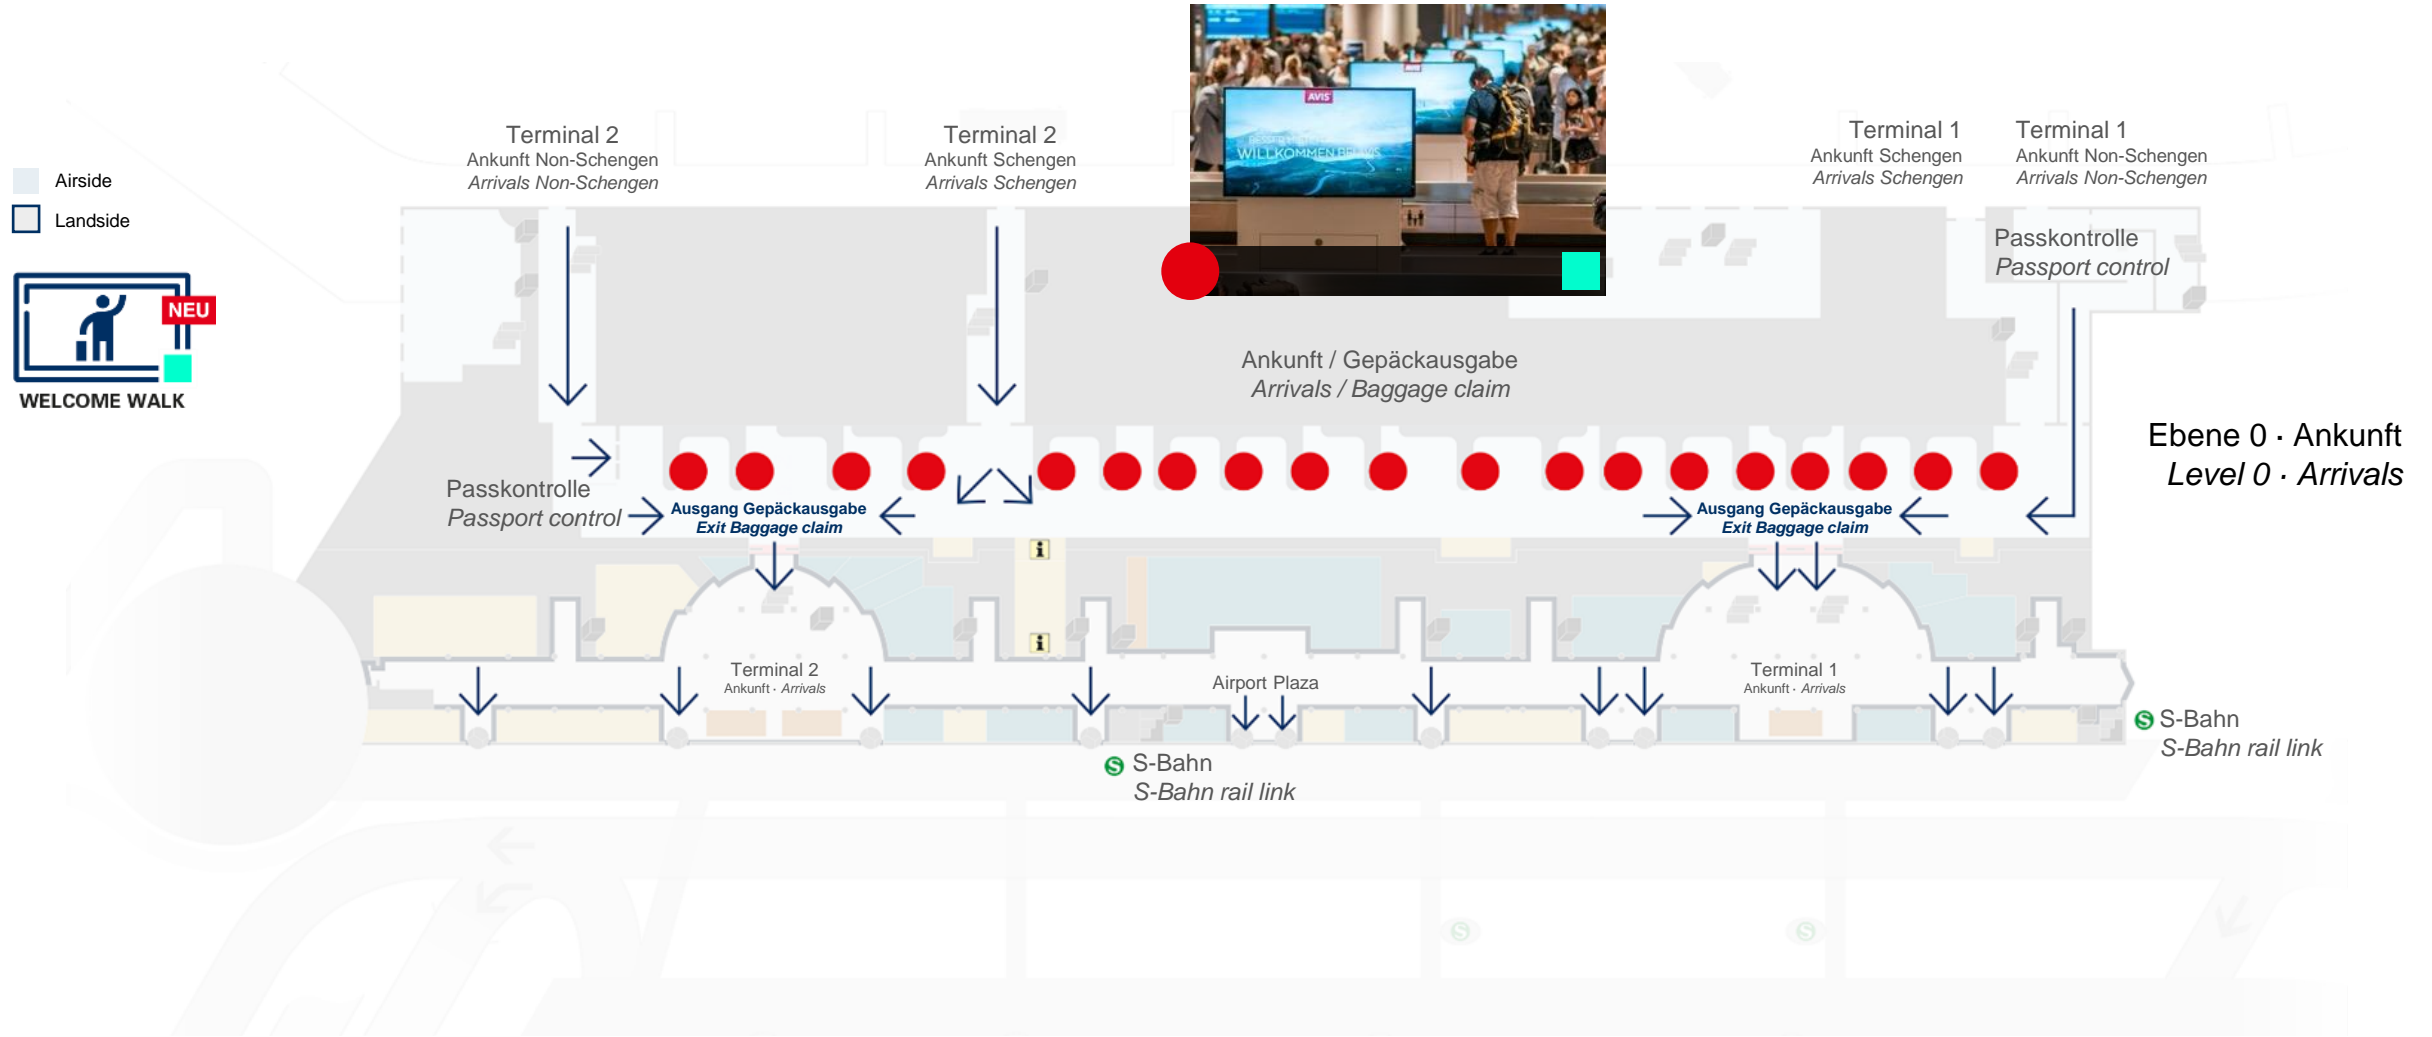 Airside
Landside
NEU
WELCOME WALK
Terminal 2
Ankunft Non-Schengen
Arrivals Non-Schengen
Terminal 2
Ankunft Schengen
Arrivals Schengen
AVIS
WILLKOMMEN BEI AVIS
Terminal 1
Ankunft Schengen
Arrivals Schengen
Terminal 1
Ankunft Non-Schengen
Arrivals Non-Schengen
Passkontrolle
Passport control
Ankunft / Gepäckausgabe
Arrivals / Baggage claim
Ebene 0 · Ankunft
Level 0 · Arrivals
Passkontrolle
Passport control
Ausgang Gepäckausgabe
Exit Baggage claim
Ausgang Gepäckausgabe
Exit Baggage claim
i
i
Terminal 2
Ankunft · Arrivals
Airport Plaza
Terminal 1
Ankunft · Arrivals
S S-Bahn
S-Bahn rail link
S S-Bahn
S-Bahn rail link
S
S